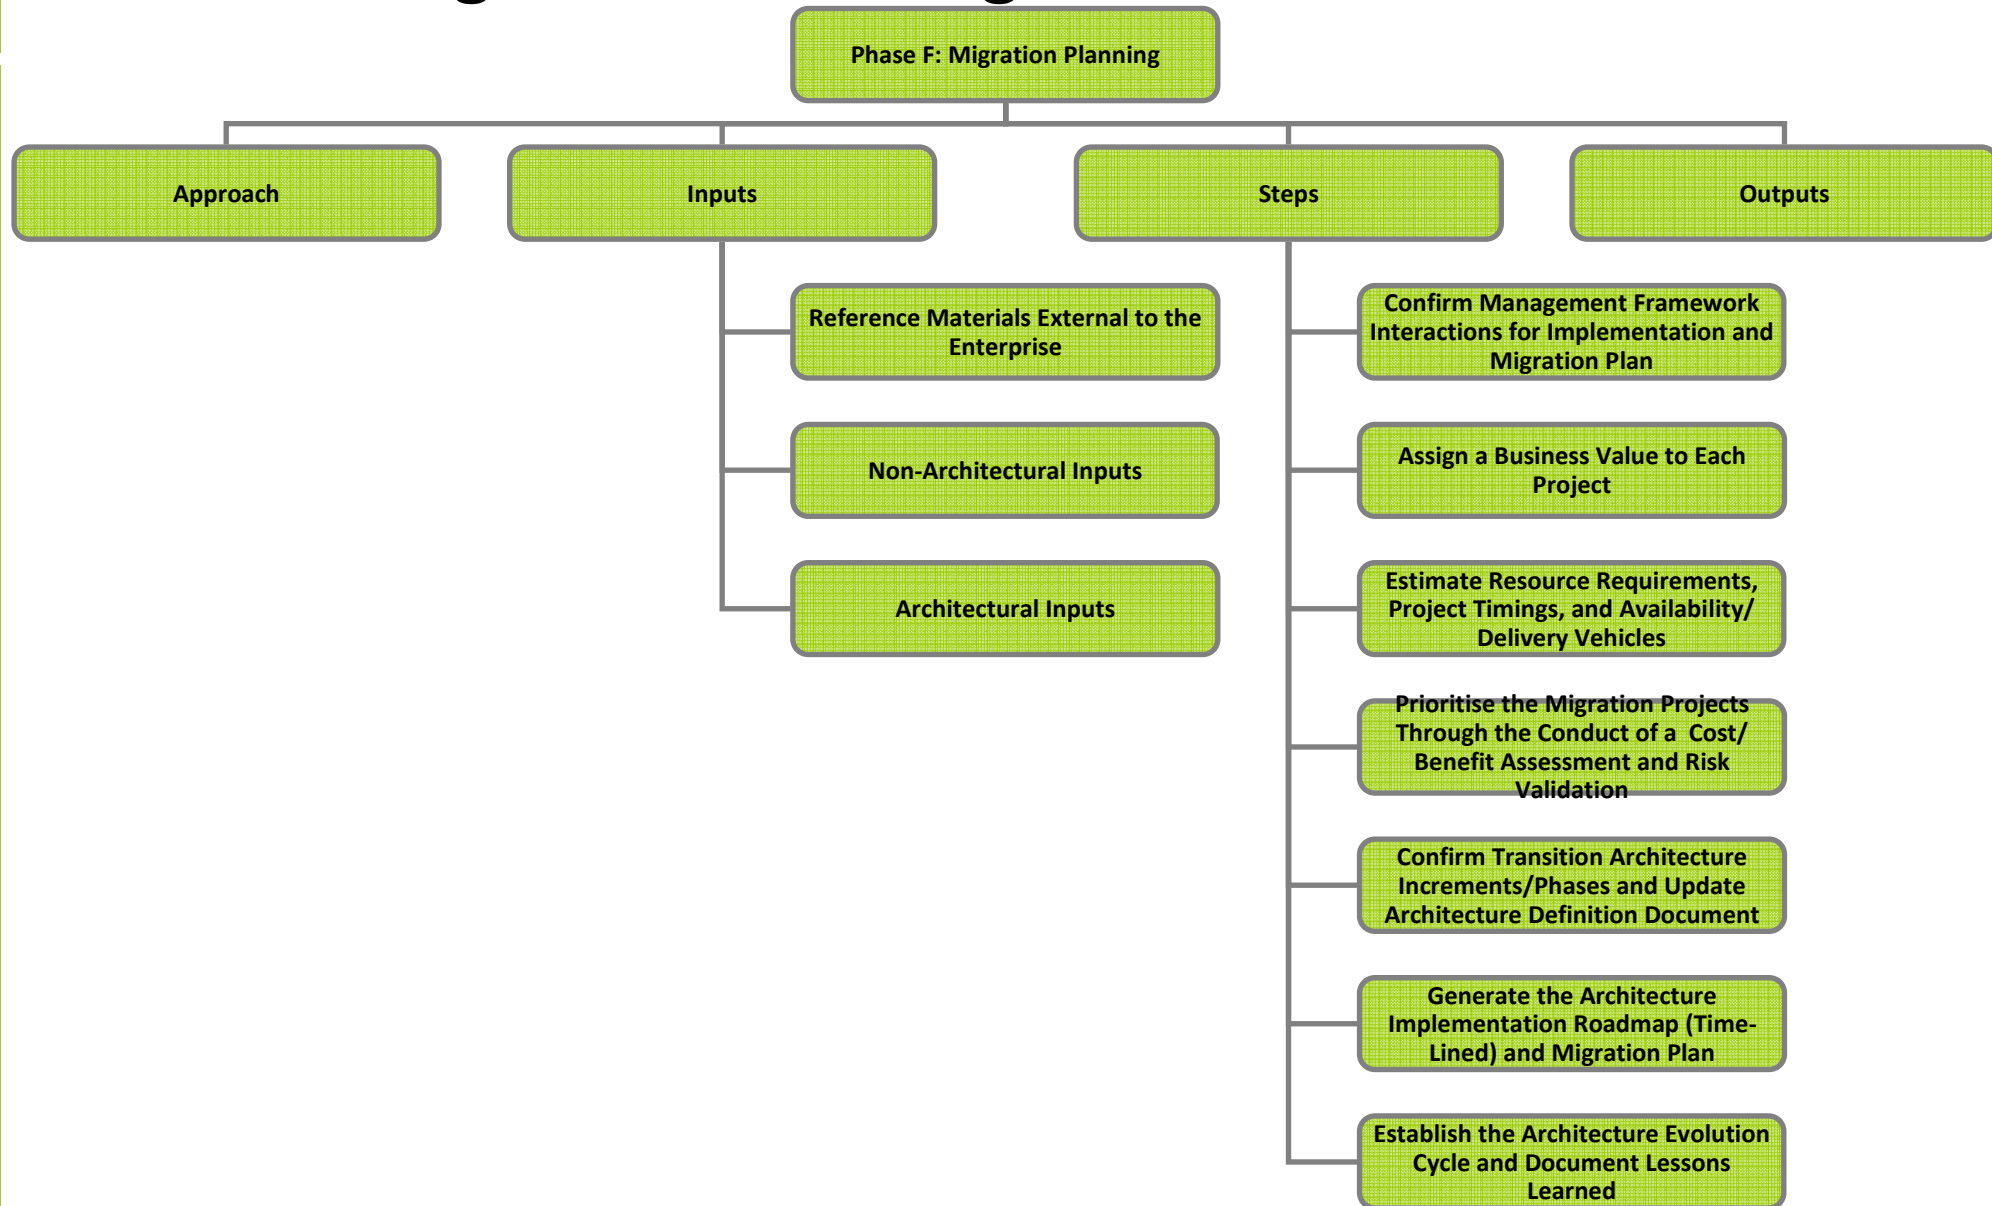 Phase F: Migration Planning
Approach
Inputs
Steps
Outputs
Reference Materials External to the
Enterprise
Non-Architectural Inputs
Architectural Inputs
Confirm Management Framework
Interactions for Implementation and
Migration Plan
Assign a Business Value to Each
Project
Estimate Resource Requirements,
Project Timings, and Availability/
Delivery Vehicles
Prioritise the Migration Projects
Through the Conduct of a  Cost/
Benefit Assessment and Risk
Validation
Confirm Transition Architecture
Increments/Phases and Update
Architecture Definition Document
Generate the Architecture
Implementation Roadmap (Time-
Lined) and Migration Plan
Establish the Architecture Evolution
Cycle and Document Lessons
Learned